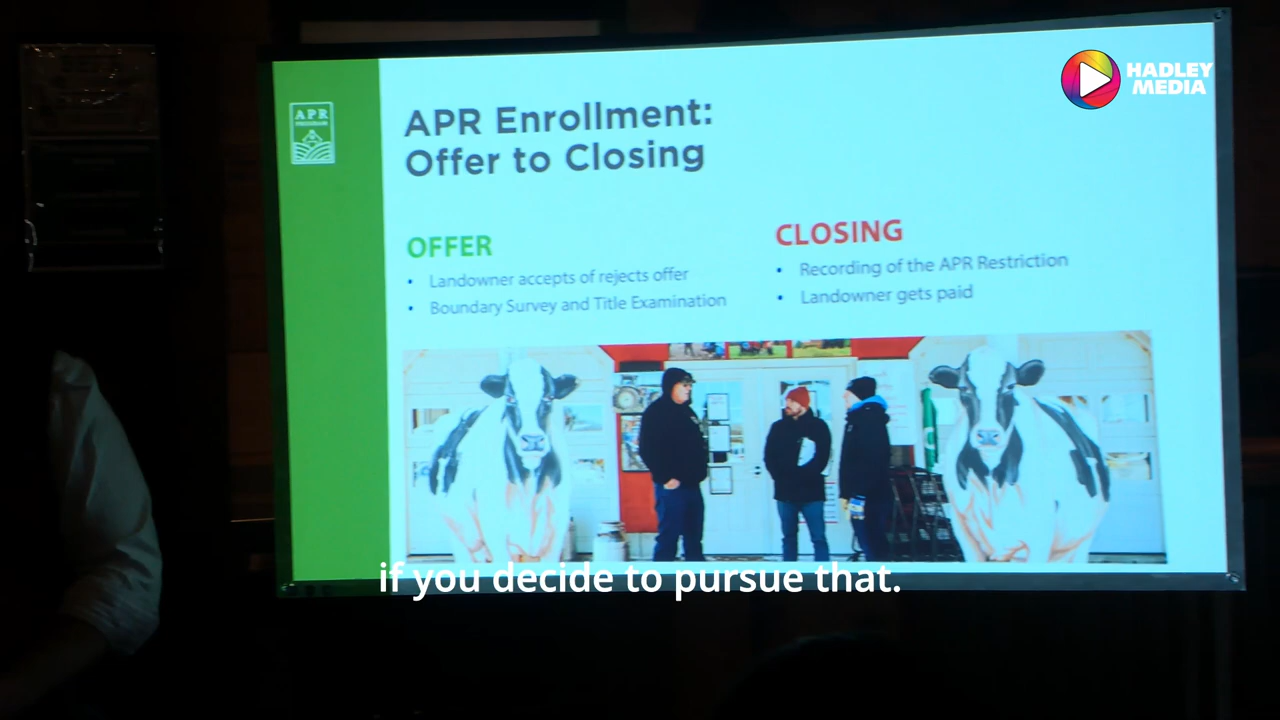 HADLEY
MEDIA
APR
PROGRAM
APR Enrollment:
Offer to Closing
OFFER
• Landowner accepts of rejects offer
• Boundary Survey and Title Examination
CLOSING
• Recording of the APR Restriction
• Landowner gets paid
if you decide to pursue that.